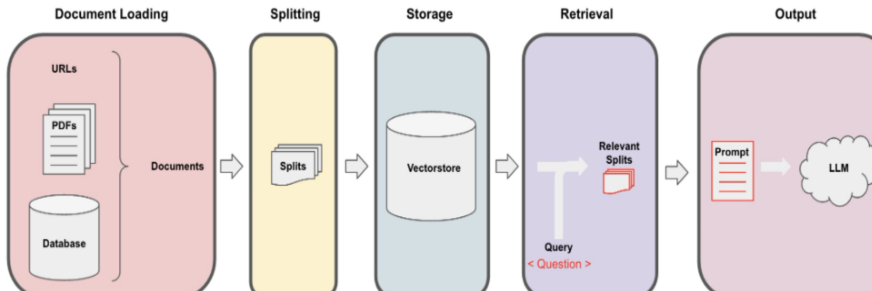 Document Loading
Splitting
Storage
Retrieval
Output
URLs
PDFs
Documents
Database
Splits
Vectorstore
Relevant
Splits
Query
< Question >
Prompt
LLM